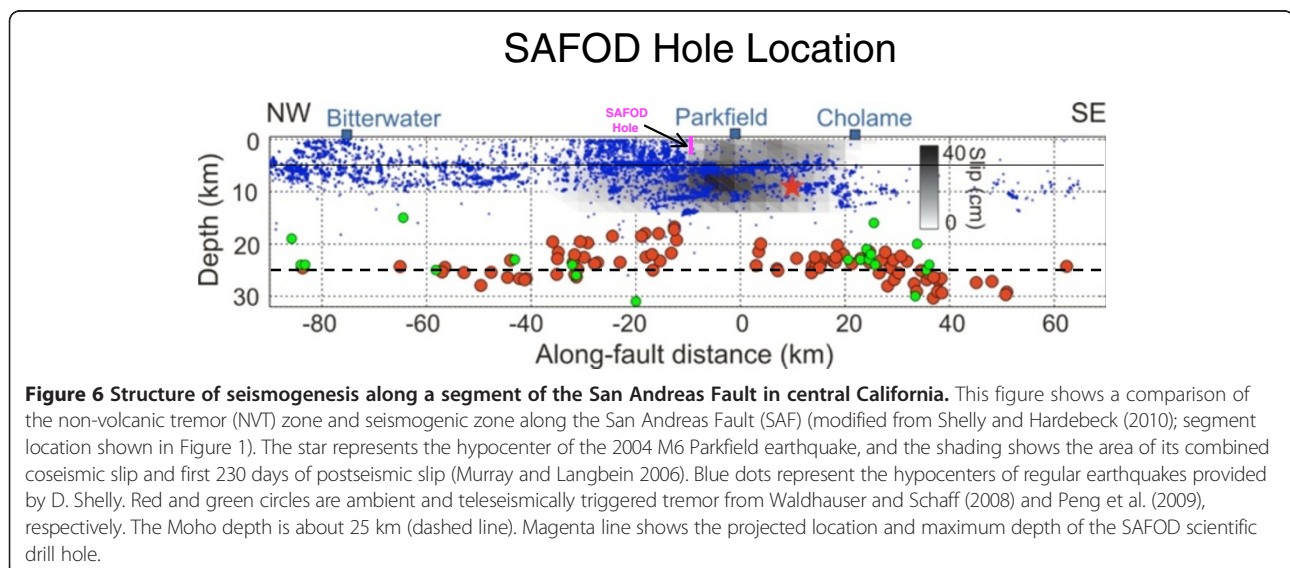 SAFOD Hole Location
NW Bitterwater SAFOD Hole Parkfield Cholame SE
0
10
20
30
Depth (km)
40
Slip (cm)
0
-80 -60 -40 -20 0 20 40 60
Along-fault distance (km)
Figure 6 Structure of seismogenesis along a segment of the San Andreas Fault in central California. This figure shows a comparison of
the non-volcanic tremor (NVT) zone and seismogenic zone along the San Andreas Fault (SAF) (modified from Shelly and Hardebeck (2010); segment
location shown in Figure 1). The star represents the hypocenter of the 2004 M6 Parkfield earthquake, and the shading shows the area of its combined
coseismic slip and first 230 days of postseismic slip (Murray and Langbein 2006). Blue dots represent the hypocenters of regular earthquakes provided
by D. Shelly. Red and green circles are ambient and teleseismically triggered tremor from Waldhauser and Schaff (2008) and Peng et al. (2009),
respectively. The Moho depth is about 25 km (dashed line). Magenta line shows the projected location and maximum depth of the SAFOD scientific
drill hole.